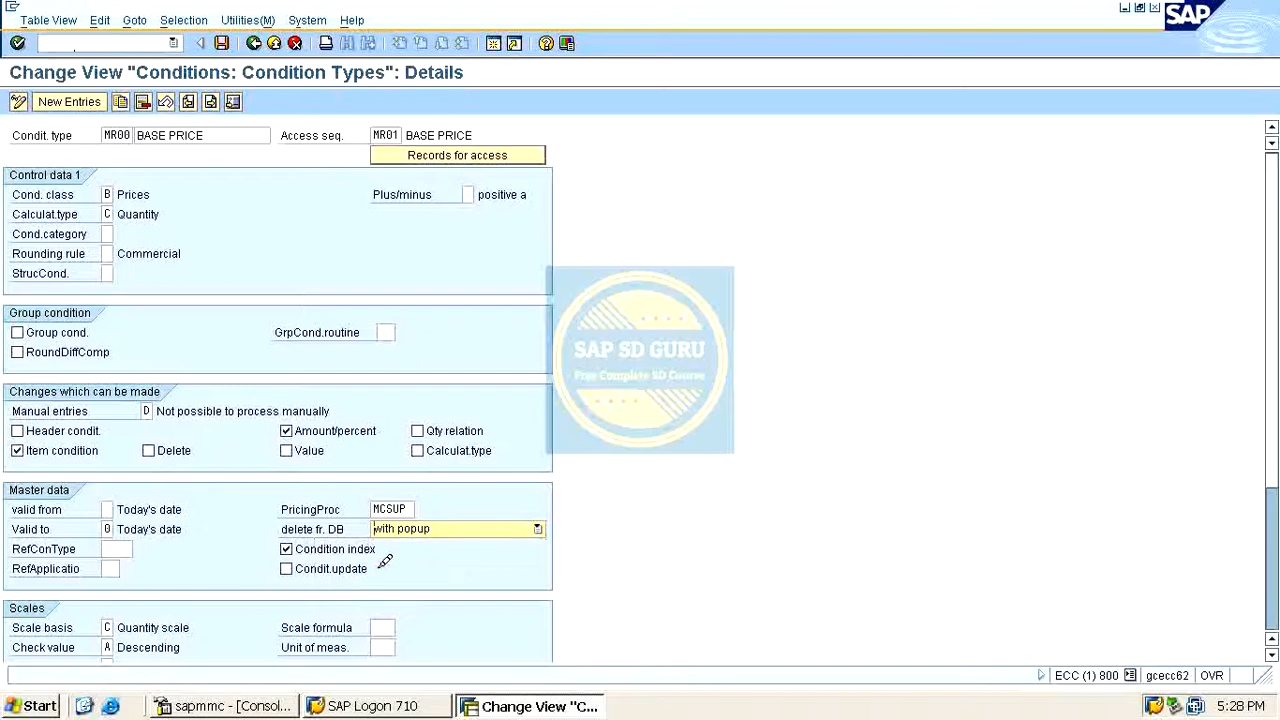 Table View Edit Goto Selection Utilities(M) System Help
SAP
Change View "Conditions: Condition Types": Details
New Entries
Condit. type MR00 BASE PRICE Access seq. MR01 BASE PRICE
Records for access
Control data 1
Cond. class B Prices Plus/minus positive a
Calculat.type C Quantity
Cond.category
Rounding rule Commercial
StrucCond.
Group condition
Group cond. GrpCond.routine
RoundDiffComp
SAP SD GURU
Free Complete SD Course
Changes which can be made
Manual entries D Not possible to process manually
Header condit. Amount/percent Qty relation
Item condition Delete Value Calculat.type
Master data
valid from Today's date PricingProc MCSUP
Valid to 0 Today's date delete fr. DB with popup
RefConType Condition index
RefApplicatio Condit.update
Scales
Scale basis C Quantity scale Scale formula
Check value A Descending Unit of meas.
ECC (1) 800 gcecc62 OVR
Start sapmmc - [Consol... SAP Logon 710 Change View "C... 5:28 PM